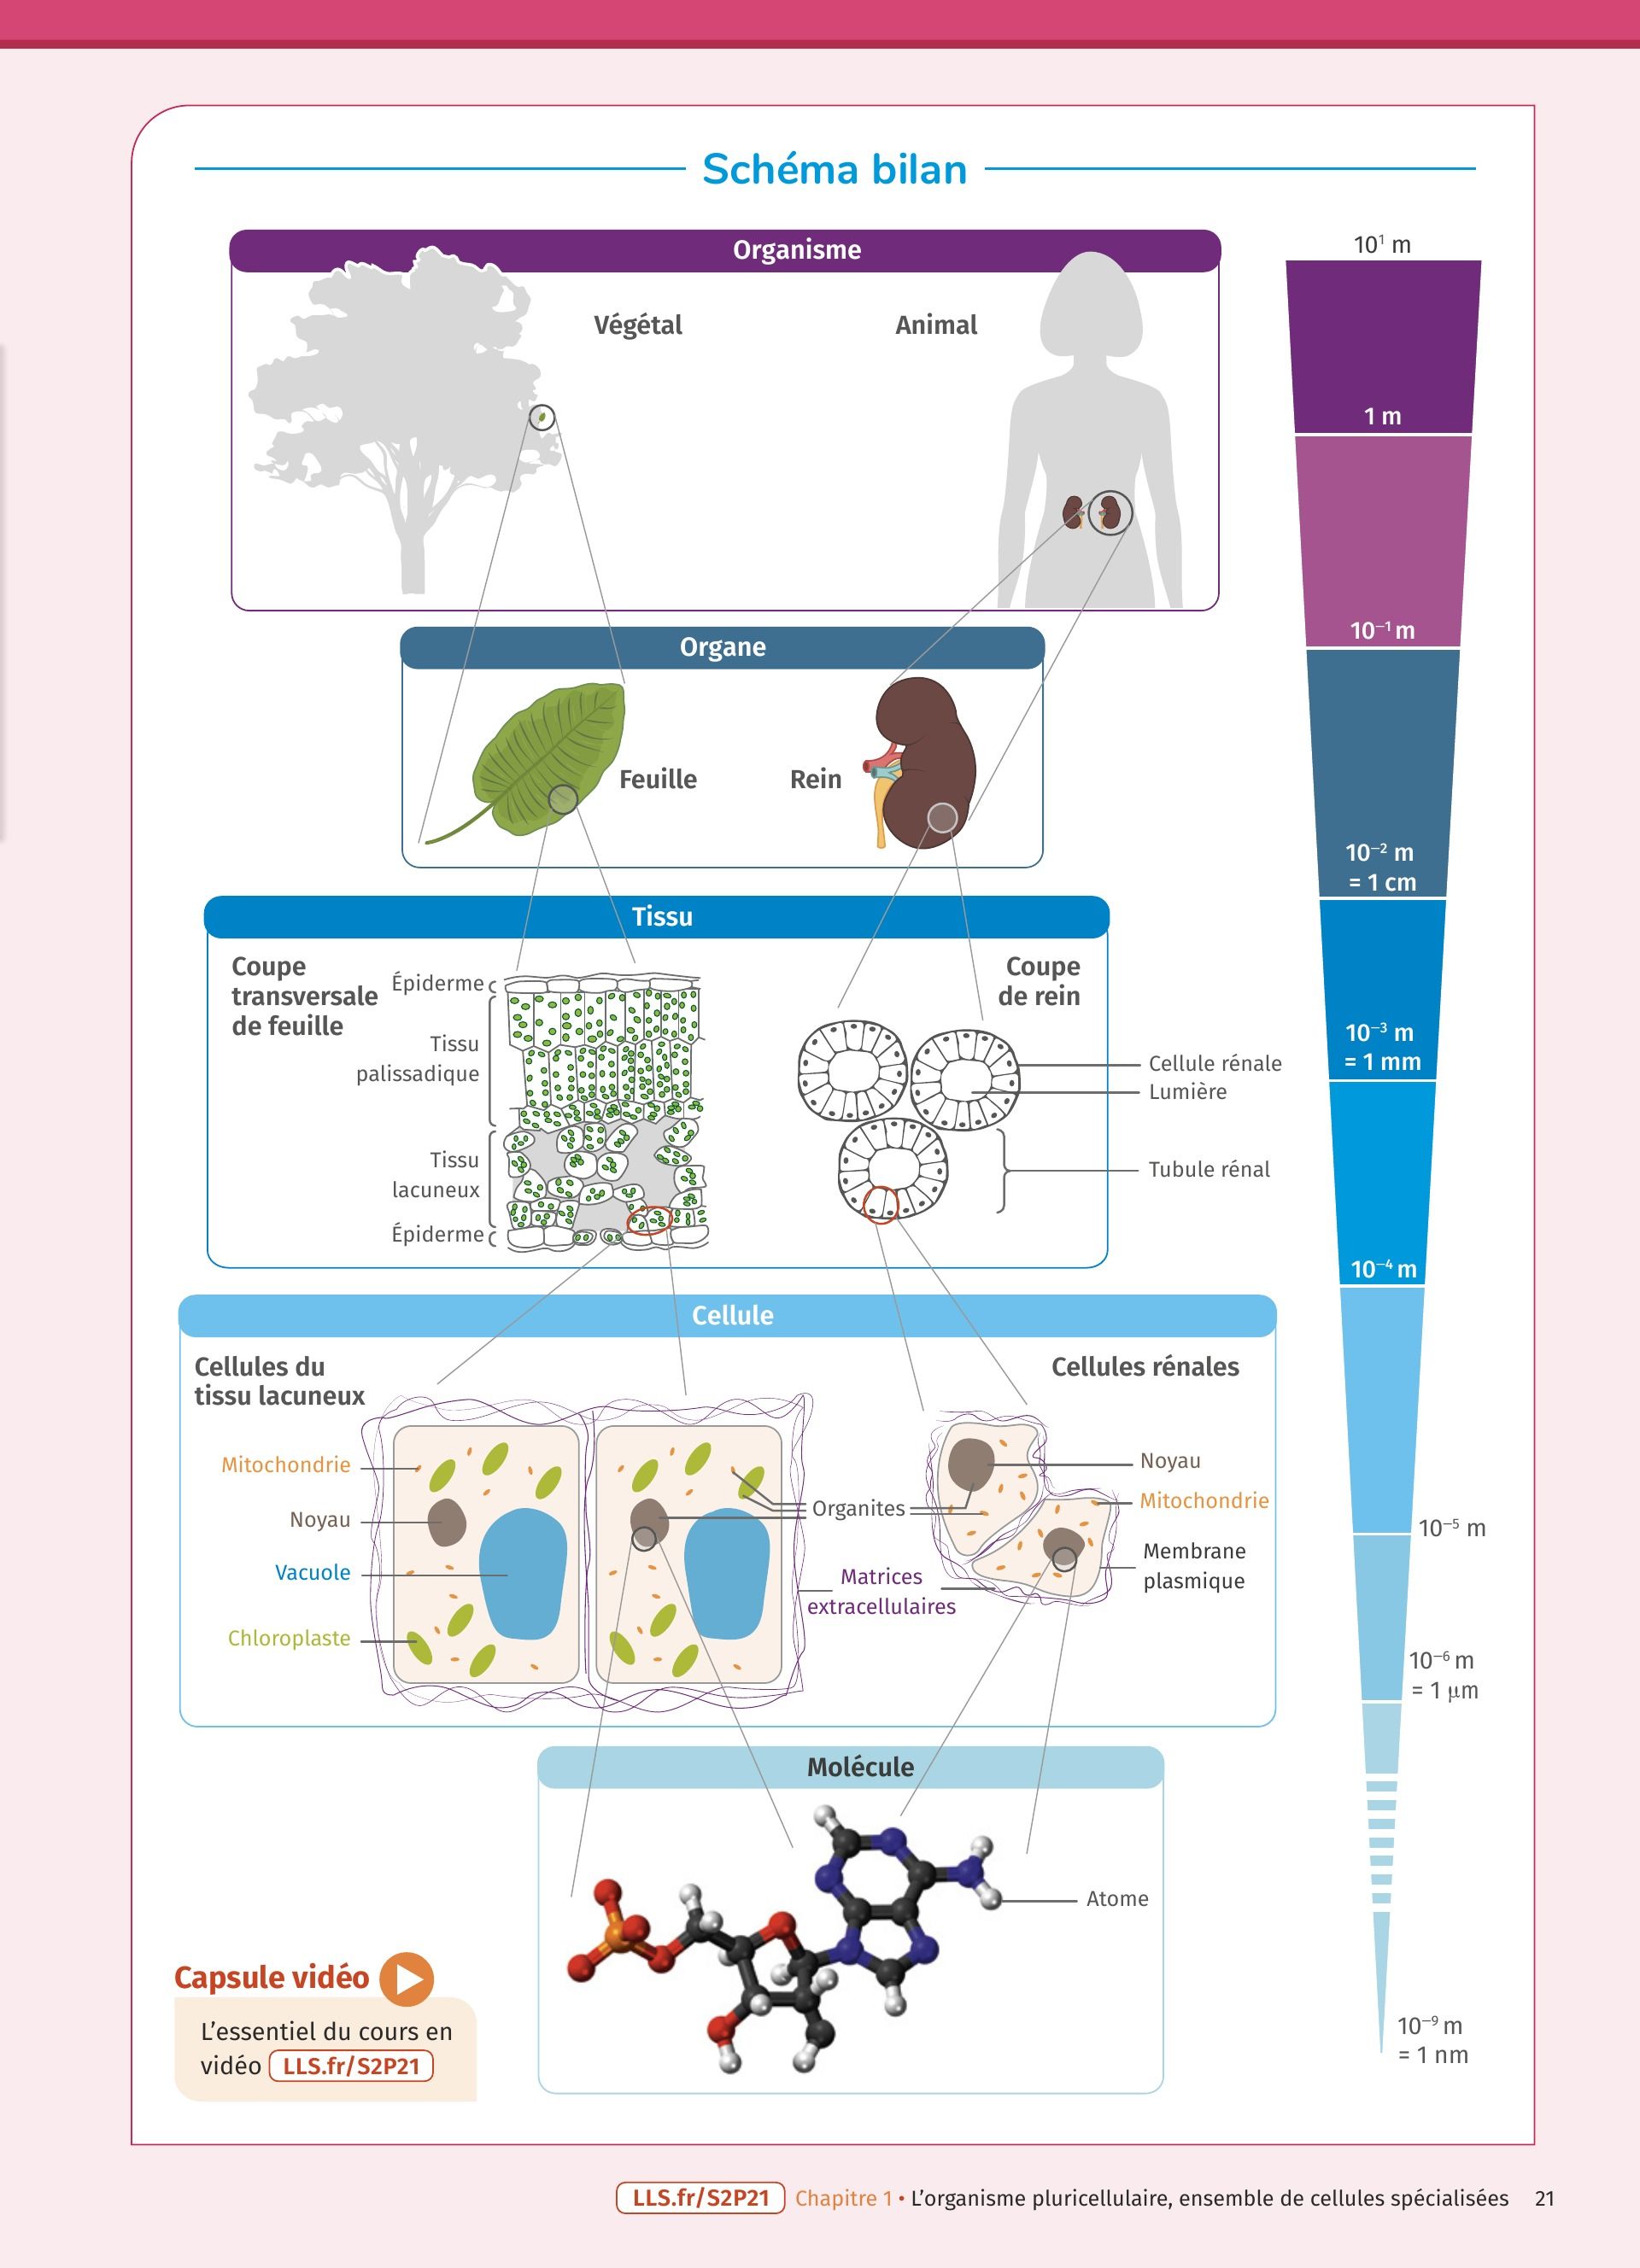 Schéma bilan
Organisme
Végétal
Animal
Organe
Feuille
Rein
Tissu
Coupe
transversale
de feuille
Épiderme
Tissu
palissadique
Tissu
lacuneux
Épiderme
Coupe
de rein
Cellule rénale
Lumière
Tubule rénal
Cellule
Cellules du
tissu lacuneux
Mitochondrie
Noyau
Vacuole
Chloroplaste
Organites
Matrices
extracellulaires
Cellules rénales
Noyau
Mitochondrie
Membrane
plasmique
Molécule
Atome
10¹ m
1 m
10⁻¹ m
10⁻² m
= 1 cm
10⁻³ m
= 1 mm
10⁻⁴ m
10⁻⁵ m
10⁻⁶ m
= 1 µm
10⁻⁹ m
= 1 nm
Capsule vidéo
L’essentiel du cours en
vidéo LLS.fr/S2P21
LLS.fr/S2P21 Chapitre 1 • L’organisme pluricellulaire, ensemble de cellules spécialisées 21